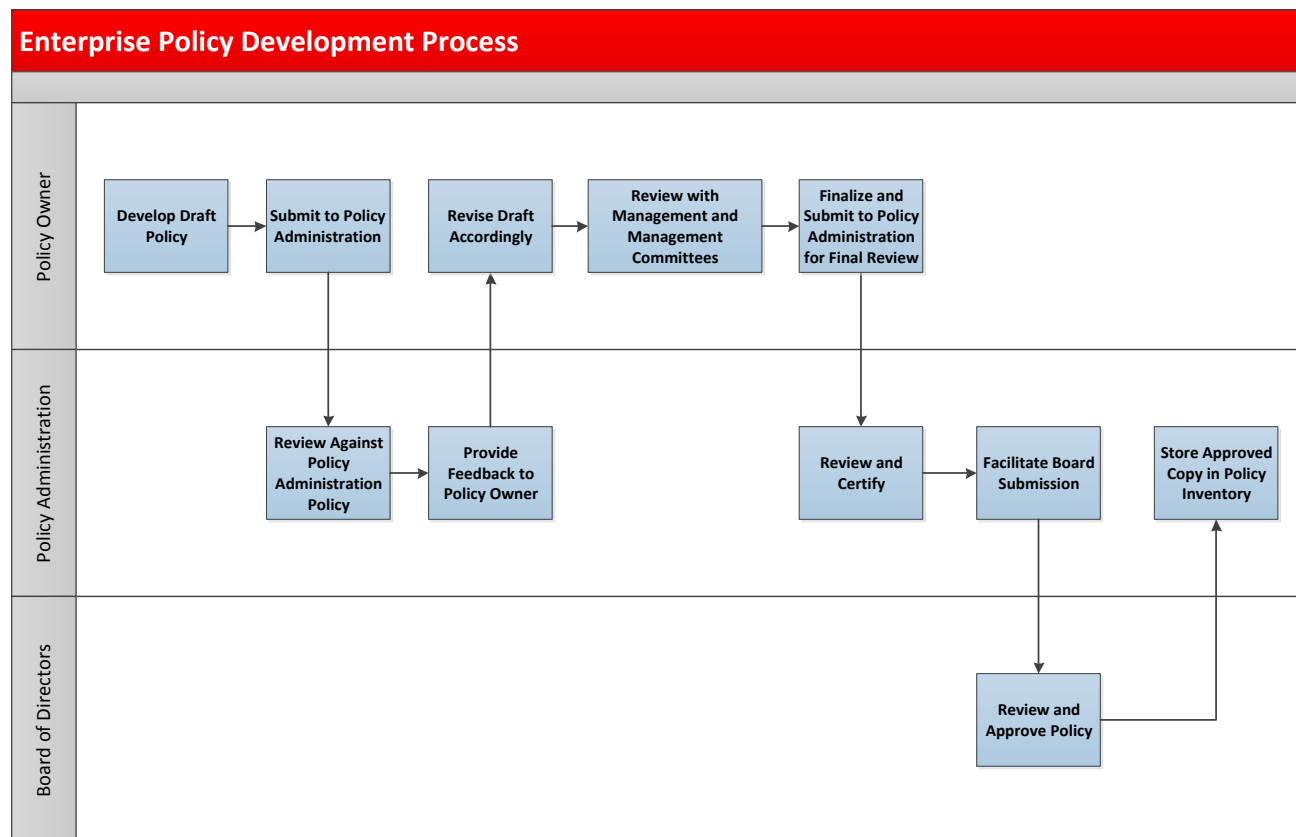 Enterprise Policy Development Process
Policy Owner
Develop Draft
Policy
Submit to Policy
Administration
Revise Draft
Accordingly
Review with
Management and
Management
Committees
Finalize and
Submit to Policy
Administration
for Final Review
Policy Administration
Review Against
Policy
Administration
Policy
Provide
Feedback to
Policy Owner
Review and
Certify
Facilitate Board
Submission
Store Approved
Copy in Policy
Inventory
Board of Directors
Review and
Approve Policy